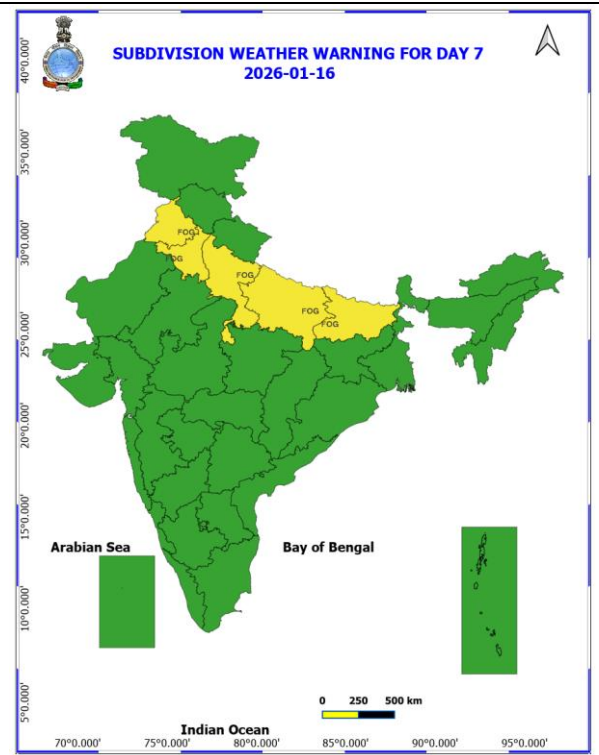 SUBDIVISION WEATHER WARNING FOR DAY 7
2026-01-16
40°0.000'
35°0.000'
30°0.000'
25°0.000'
20°0.000'
15°0.000'
10°0.000'
5°0.000'
FOG
FOG
FOG
FOG
FOG
Arabian Sea
Bay of Bengal
0 250 500 km
Indian Ocean
70°0.000' 75°0.000' 80°0.000' 85°0.000' 90°0.000' 95°0.000'